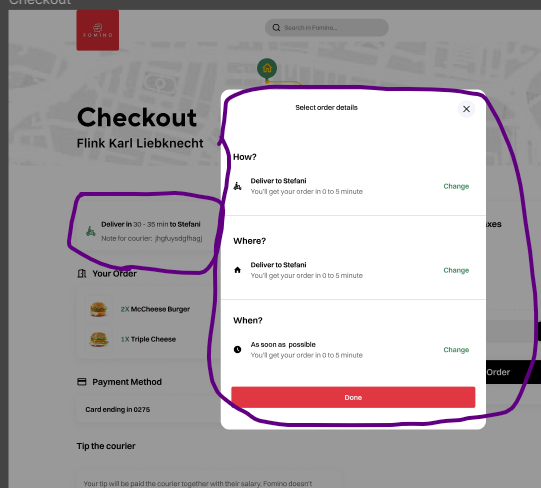 Checkout
FOMINO
Search in Fomino...
Checkout
Flink Karl Liebknecht
Deliver in 30 - 35 min to Stefani
Note for courier: jhgfuysdgfhagj
Your Order
2X McCheese Burger
1X Triple Cheese
Payment Method
Card ending in 0275
Tip the courier
Your tip will be paid the courier together with their salary. Fomino doesn't
Select order details
How?
Deliver to Stefani
You'll get your order in 0 to 5 minute
Change
Where?
Deliver to Stefani
You'll get your order in 0 to 5 minute
Change
When?
As soon as possible
You'll get your order in 0 to 5 minute
Change
Done
axes
Order